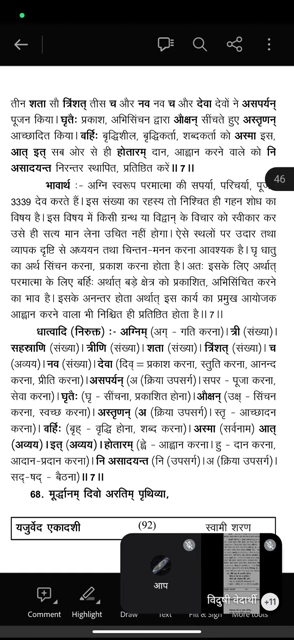 तीन शता सौ त्रिंशत् तीस च और नव नव च और देवा देवों ने असपर्यन्
पूजन किया। घृतैः प्रकाश, अभिसिंचन द्वारा औक्षन् सींचते हुए अस्तृणन्
आच्छादित किया। वर्हिः बृद्धिशील, बृद्धिकर्ता, शब्दकर्ता को अस्मा इस,
आत् इत् सब ओर से ही होतारम् दान, आह्वान करने वाले को नि
असादयन्त निरन्तर स्थापित, प्रतिष्ठित करें॥7॥
46
भावार्थ :- अग्नि स्वरूप परमात्मा की सपर्या, परिचर्या,
3339 देव करते हैं। इस संख्या का रहस्य तो निश्चित ही गहन शोध का
विषय है। इस विषय में किसी ग्रन्थ या विद्वान् के विचार को स्वीकार कर
उसे ही सत्य मान लेना उचित नहीं होगा। ऐसे स्थलों पर उदार तथा
व्यापक दृष्टि से अध्ययन तथा चिन्तन-मनन करना आवश्यक है। घृ धातु
का अर्थ सिंचन करना, प्रकाश करना होता है। अतः इसके लिए अर्थात्
परमात्मा के लिए बर्हिः अर्थात् बड़े क्षेत्र को प्रकाशित, अभिसिंचित करने
का भाव है। इसके अनन्तर होता अर्थात् इस कार्य का प्रमुख आयोजक
आह्वान करने वाला भी निश्चित ही प्रतिष्ठित होता है॥7॥
धात्वादि (निरुक्त) :- अग्निम् (अग् - गति करना)। त्री (संख्या)।
सहस्राणि (संख्या)। त्रीणि (संख्या)। शता (संख्या)। त्रिंशत् (संख्या)। च
(अव्यय)। नव (संख्या)। देवा (दिव् = प्रकाश करना, स्तुति करना, आनन्द
करना, प्रीति करना)। असपर्यन् (अ (क्रिया उपसर्ग)। सपर - पूजा करना,
सेवा करना)। घृतैः (घृ - सींचना, प्रकाशित होना)। औक्षन् (उक्ष - सिंचन
करना, स्वच्छ करना)। अस्तृणन् (अ (क्रिया उपसर्ग)। स्तृ - आच्छादन
करना)। वर्हिः (बृह् - वृद्धि होना, शब्द करना)। अस्मा (सर्वनाम) आत्
(अव्यय)। इत् (अव्यय)। होतारम् (ह्वे - आह्वान करना। हु - दान करना,
आदान-प्रदान करना)। नि असादयन्त (नि (उपसर्ग)। अ (क्रिया उपसर्ग)।
सद्-षद् - बैठना)॥7॥
68. मूर्द्धानम् दिवो अरतिम् पृथिव्या,
यजुर्वेद एकादशी (92) स्वामी शरण
आप
विदुषी वेदार्या
+11
Comment Highlight Draw Text Fill & Sign More tools